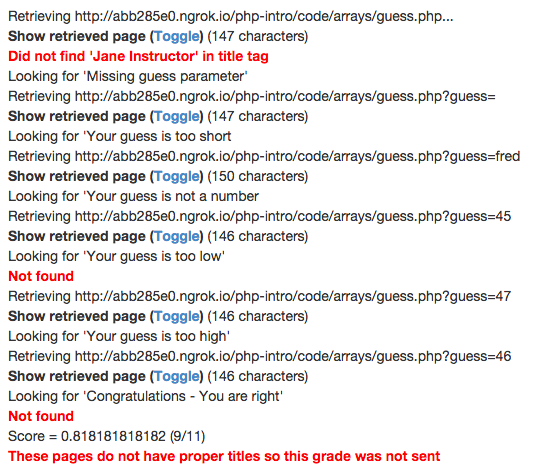 Retrieving http://abb285e0.ngrok.io/php-intro/code/arrays/guess.php...
Show retrieved page (Toggle) (147 characters)
Did not find 'Jane Instructor' in title tag
Looking for 'Missing guess parameter'
Retrieving http://abb285e0.ngrok.io/php-intro/code/arrays/guess.php?guess=
Show retrieved page (Toggle) (147 characters)
Looking for 'Your guess is too short
Retrieving http://abb285e0.ngrok.io/php-intro/code/arrays/guess.php?guess=fred
Show retrieved page (Toggle) (150 characters)
Looking for 'Your guess is not a number
Retrieving http://abb285e0.ngrok.io/php-intro/code/arrays/guess.php?guess=45
Show retrieved page (Toggle) (146 characters)
Looking for 'Your guess is too low'
Not found
Retrieving http://abb285e0.ngrok.io/php-intro/code/arrays/guess.php?guess=47
Show retrieved page (Toggle) (146 characters)
Looking for 'Your guess is too high'
Retrieving http://abb285e0.ngrok.io/php-intro/code/arrays/guess.php?guess=46
Show retrieved page (Toggle) (146 characters)
Looking for 'Congratulations - You are right'
Not found
Score = 0.818181818182 (9/11)
These pages do not have proper titles so this grade was not sent